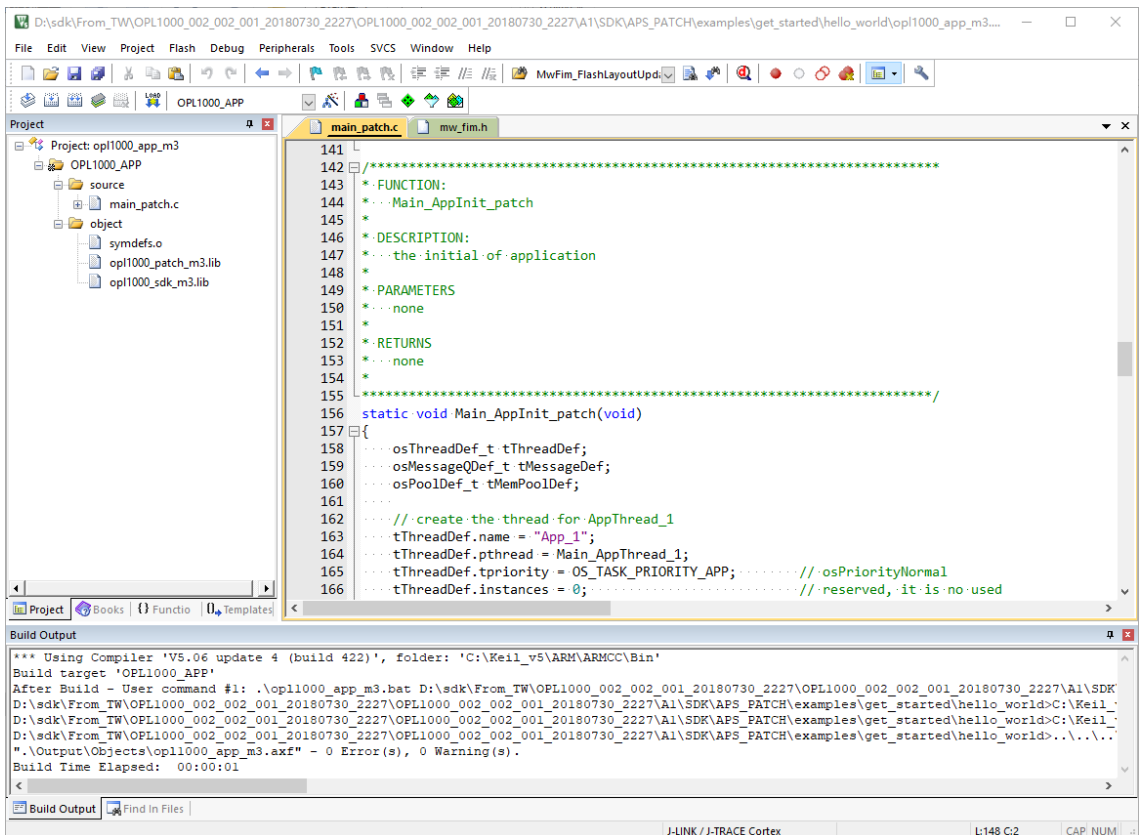 D:\sdk\From_TW\OPL1000_002_002_001_20180730_2227\OPL1000_002_002_001_20180730_2227\A1\SDK\APS_PATCH\examples\get_started\hello_world\opl1000_app_m3....
File Edit View Project Flash Debug Peripherals Tools SVCS Window Help
MwFim_FlashLayoutUpd
LOAD OPL1000_APP
Project
main_patch.c mw_fim.h
Project: opl1000_app_m3
OPL1000_APP
source
main_patch.c
object
symdefs.o
opl1000_patch_m3.lib
opl1000_sdk_m3.lib
141
142 /*************************************************************************
143 * FUNCTION:
144 *   Main_AppInit_patch
145 *
146 * DESCRIPTION:
147 *   the initial of application
148 *
149 * PARAMETERS
150 *   none
151 *
152 * RETURNS
153 *   none
154 *
155 *************************************************************************/
156 static void Main_AppInit_patch(void)
157 {
158     osThreadDef_t tThreadDef;
159     osMessageQDef_t tMessageDef;
160     osPoolDef_t tMemPoolDef;
161
162     // create the thread for AppThread_1
163     tThreadDef.name = "App_1";
164     tThreadDef.pthread = Main_AppThread_1;
165     tThreadDef.tpriority = OS_TASK_PRIORITY_APP;        // osPriorityNormal
166     tThreadDef.instances = 0;                           // reserved, it is no used
Project Books {} Functio 0 Templates
Build Output
*** Using Compiler 'V5.06 update 4 (build 422)', folder: 'C:\Keil_v5\ARM\ARMCC\Bin'
Build target 'OPL1000_APP'
After Build - User command #1: .\opl1000_app_m3.bat D:\sdk\From_TW\OPL1000_002_002_001_20180730_2227\OPL1000_002_002_001_20180730_2227\A1\SDK
D:\sdk\From_TW\OPL1000_002_002_001_20180730_2227\OPL1000_002_002_001_20180730_2227\A1\SDK\APS_PATCH\examples\get_started\hello_world>C:\Keil_
D:\sdk\From_TW\OPL1000_002_002_001_20180730_2227\OPL1000_002_002_001_20180730_2227\A1\SDK\APS_PATCH\examples\get_started\hello_world>C:\Keil_
D:\sdk\From_TW\OPL1000_002_002_001_20180730_2227\OPL1000_002_002_001_20180730_2227\A1\SDK\APS_PATCH\examples\get_started\hello_world>..\..\..
".\Output\Objects\opl1000_app_m3.axf" - 0 Error(s), 0 Warning(s).
Build Time Elapsed:  00:00:01
Build Output Find In Files
J-LINK / J-TRACE Cortex L:148 C:2 CAP NUM